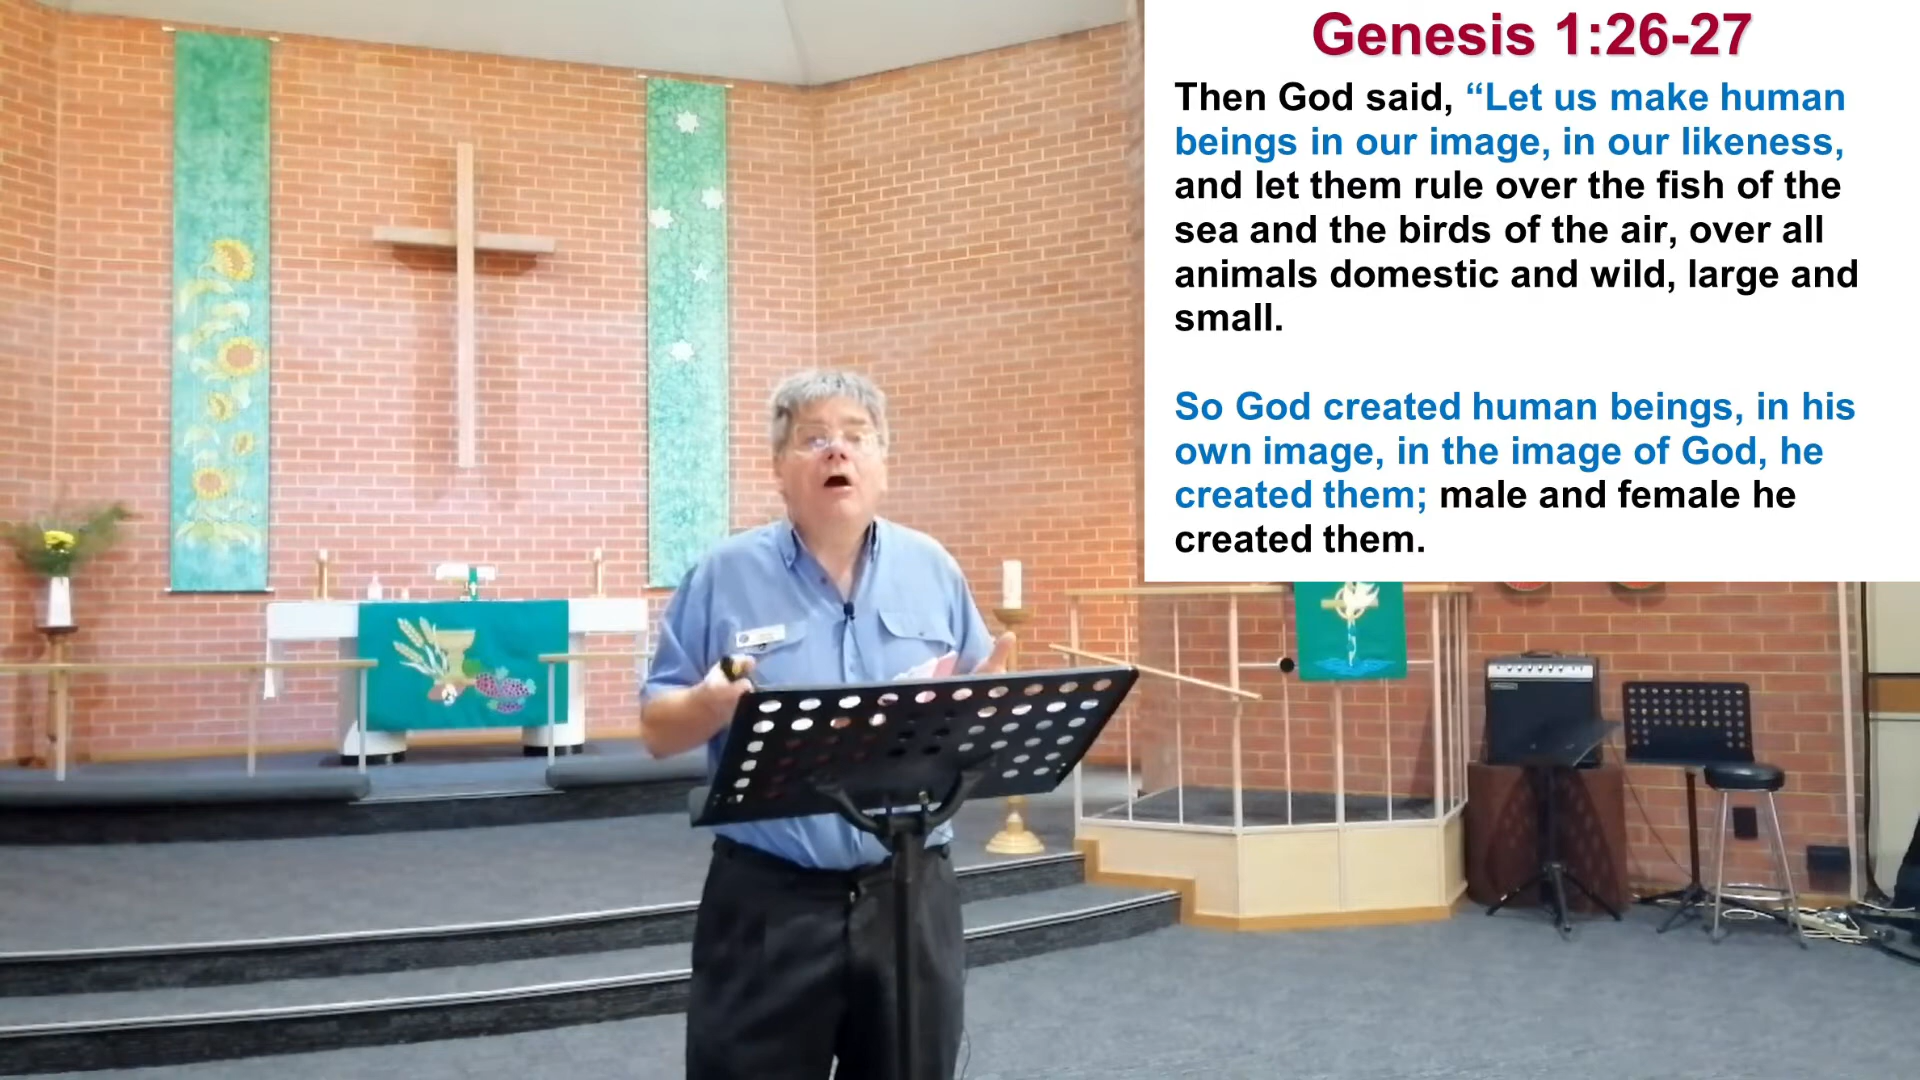 Genesis 1:26-27
Then God said, “Let us make human
beings in our image, in our likeness,
and let them rule over the fish of the
sea and the birds of the air, over all
animals domestic and wild, large and
small.
So God created human beings, in his
own image, in the image of God, he
created them; male and female he
created them.